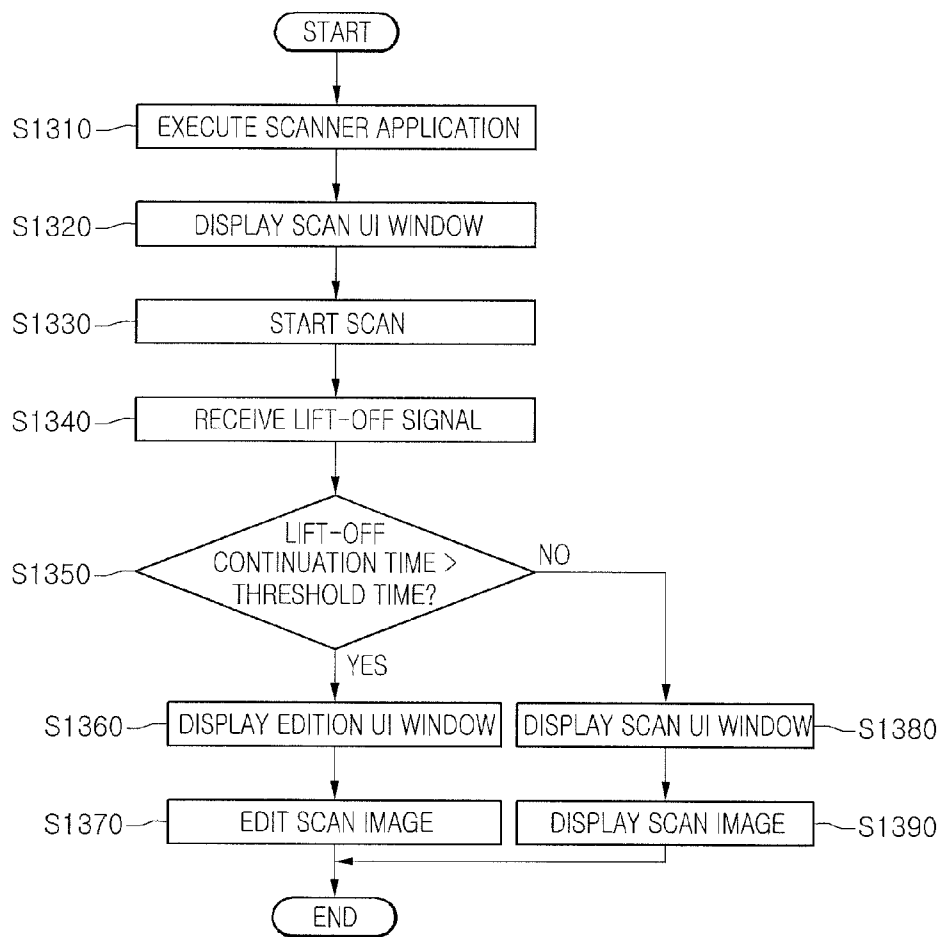 START
S1310
EXECUTE SCANNER APPLICATION
S1320
DISPLAY SCAN UI WINDOW
S1330
START SCAN
S1340
RECEIVE LIFT-OFF SIGNAL
S1350
LIFT-OFF
CONTINUATION TIME >
THRESHOLD TIME?
NO
YES
S1360
DISPLAY EDITION UI WINDOW
DISPLAY SCAN UI WINDOW
S1380
S1370
EDIT SCAN IMAGE
DISPLAY SCAN IMAGE
S1390
END